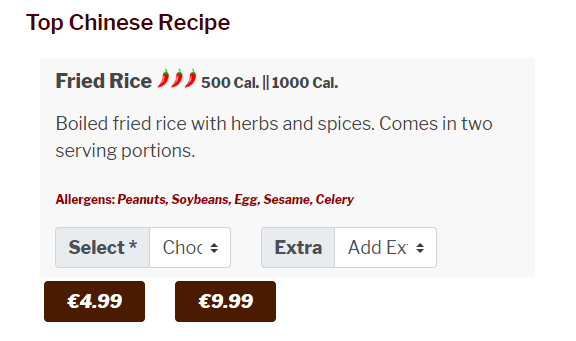 Top Chinese Recipe
Fried Rice 500 Cal. || 1000 Cal.
Boiled fried rice with herbs and spices. Comes in two
serving portions.
Allergens: Peanuts, Soybeans, Egg, Sesame, Celery
Select * Choc Extra Add Ex
€4.99 €9.99